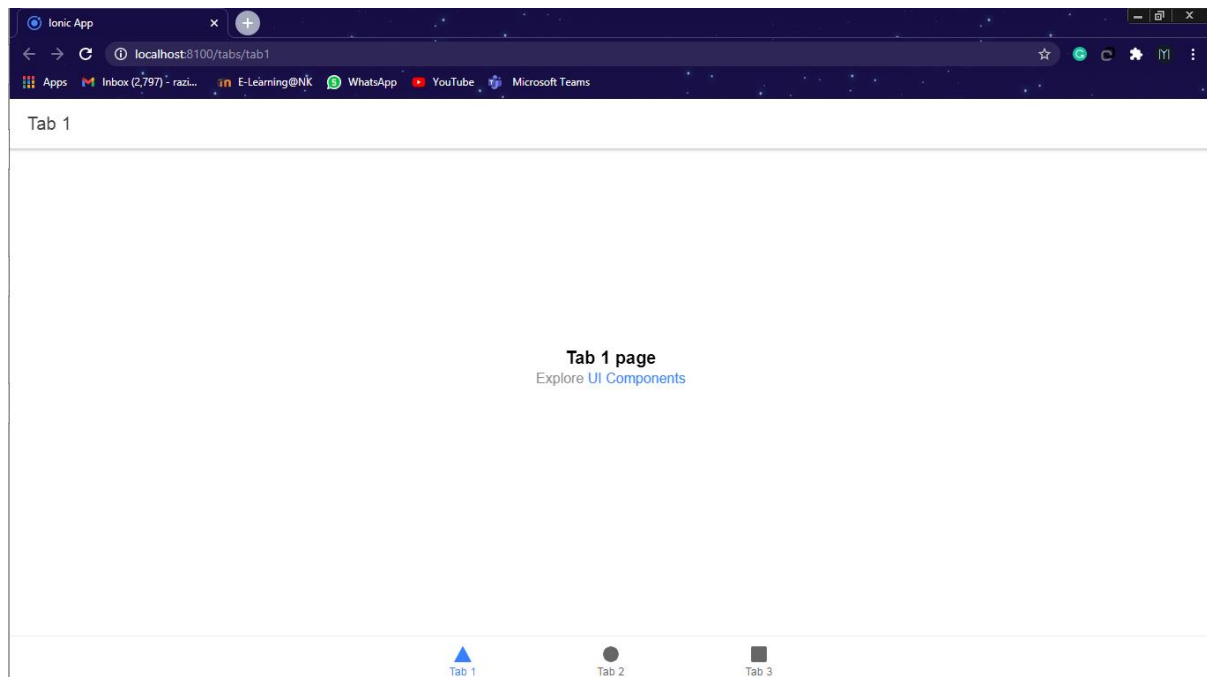 Ionic App
localhost:8100/tabs/tab1
Apps Inbox (2,797) - razi... E-Learning@NK WhatsApp YouTube Microsoft Teams
Tab 1
Tab 1 page
Explore UI Components
Tab 1 Tab 2 Tab 3